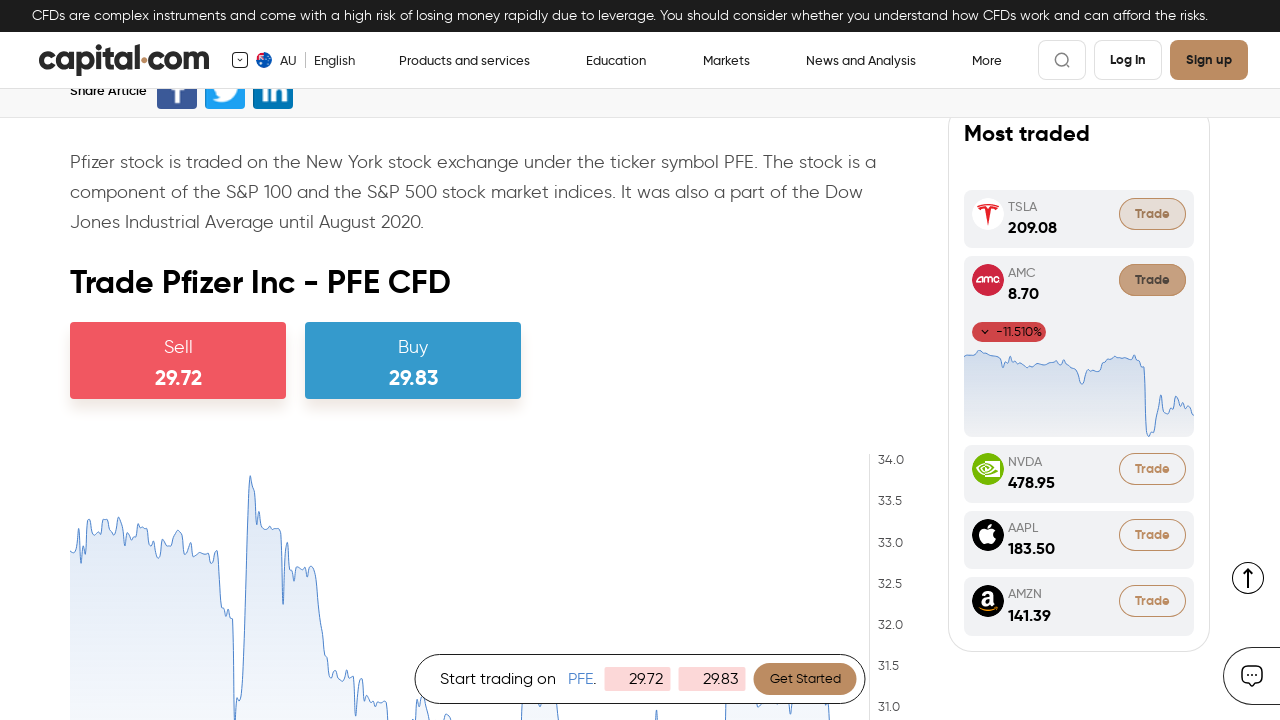 CFDs are complex instruments and come with a high risk of losing money rapidly due to leverage. You should consider whether you understand how CFDs work and can afford the risks.
capital.com AU English Products and services Education Markets News and Analysis More Log In Sign up
Share Article
Pfizer stock is traded on the New York stock exchange under the ticker symbol PFE. The stock is a
component of the S&P 100 and the S&P 500 stock market indices. It was also a part of the Dow
Jones Industrial Average until August 2020.
Trade Pfizer Inc - PFE CFD
Sell
29.72
Buy
29.83
34.0
33.5
33.0
32.5
32.0
31.5
31.0
Most traded
TSLA
209.08
Trade
AMC
8.70
Trade
-11.510%
NVDA
478.95
Trade
AAPL
183.50
Trade
AMZN
141.39
Trade
Start trading on PFE. 29.72 29.83 Get Started